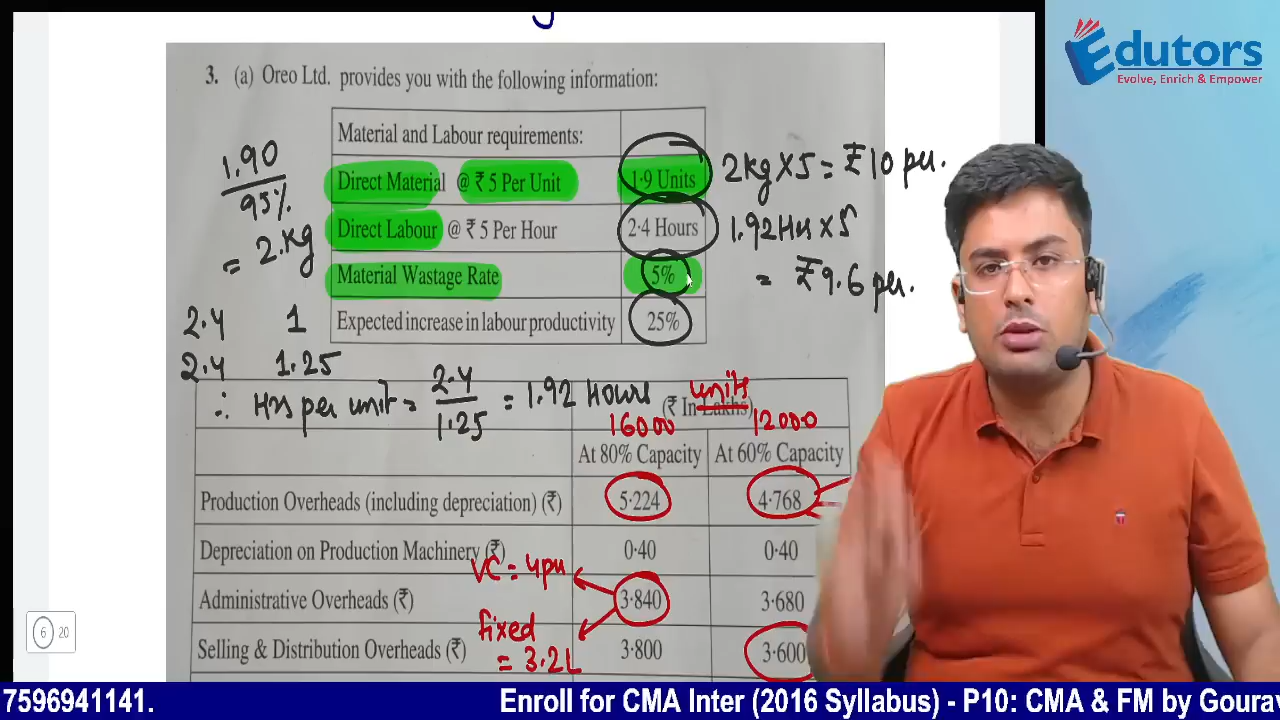 Edutors
Evolve, Enrich & Empower
3. (a) Oreo Ltd. provides you with the following information:
Material and Labour requirements:
Direct Material @ ₹ 5 Per Unit 1·9 Units
Direct Labour @ ₹ 5 Per Hour 2·4 Hours
Material Wastage Rate 5%
Expected increase in labour productivity 25%
1.90
95%
= 2.kg
2kg x 5 = ₹10 pu.
1.92 Hrs x 5
= ₹9.6 pu.
2.4 1
2.4 1.25
∴ Hrs per unit = 2.4 / 1.25 = 1.92 Hours
units
(₹ In Lakhs)
16000 12000
At 80% Capacity At 60% Capacity
Production Overheads (including depreciation) (₹) 5·224 4·768
Depreciation on Production Machinery (₹) 0·40 0·40
VC = 4pu
Administrative Overheads (₹) 3·840 3·680
fixed
= 3.2L
Selling & Distribution Overheads (₹) 3·800 3·600
6 20
7596941141. Enroll for CMA Inter (2016 Syllabus) - P10: CMA & FM by Gourav